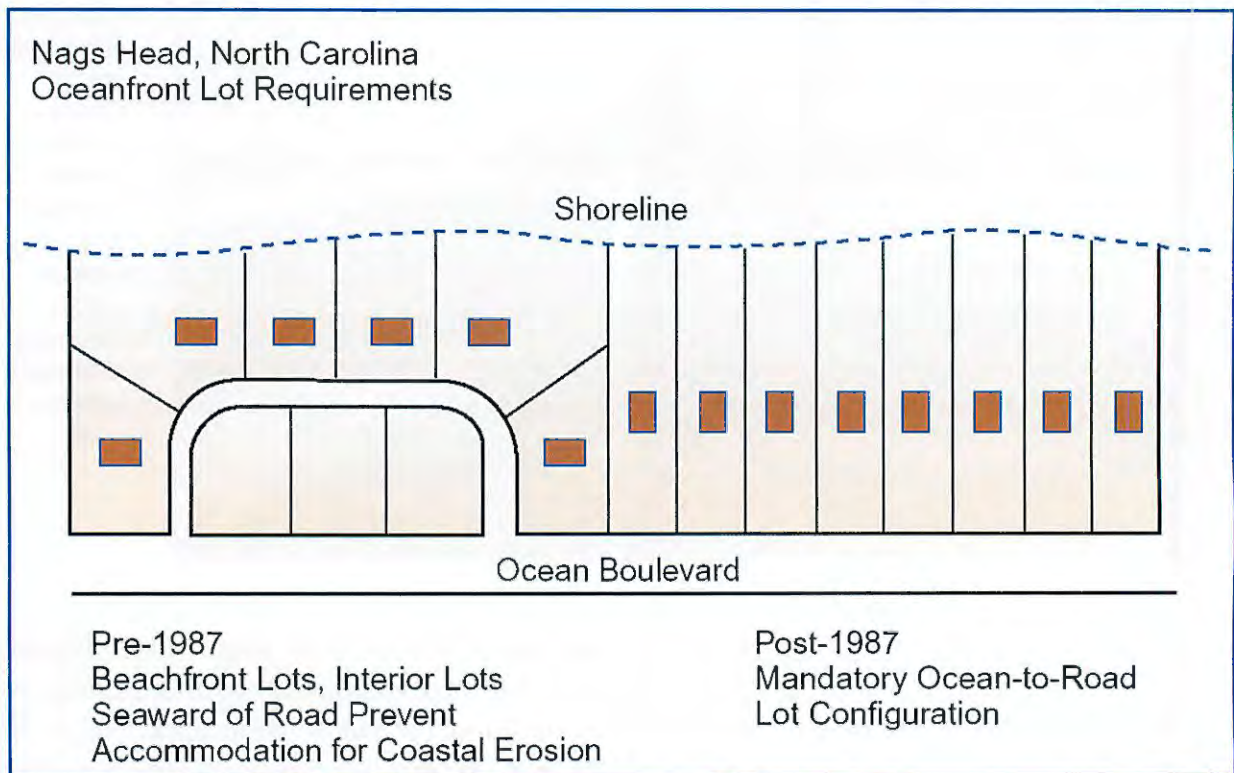 Nags Head, North Carolina
Oceanfront Lot Requirements
Shoreline
Ocean Boulevard
Pre-1987
Beachfront Lots, Interior Lots
Seaward of Road Prevent
Accommodation for Coastal Erosion
Post-1987
Mandatory Ocean-to-Road
Lot Configuration